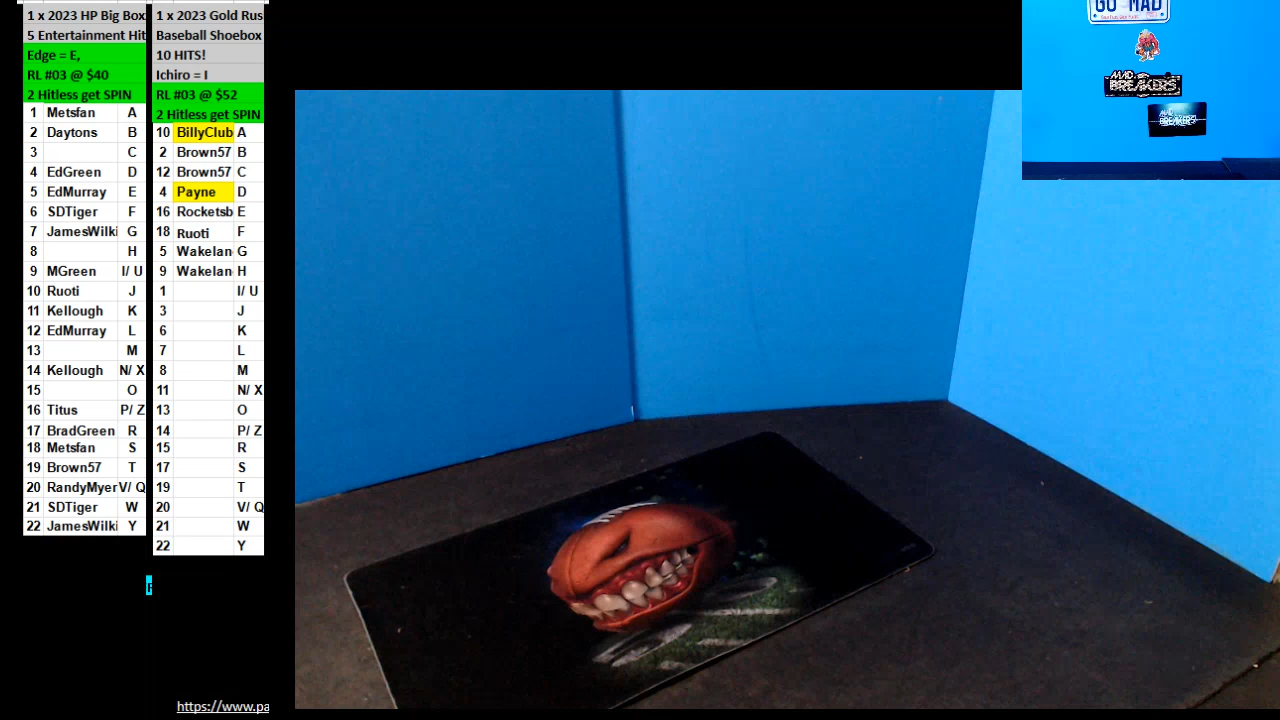 1 x 2023 HP Big Box
5 Entertainment Hit
Edge = E,
RL #03 @ $40
2 Hitless get SPIN
1 Metsfan A
2 Daytons B
3 C
4 EdGreen D
5 EdMurray E
6 SDTiger F
7 JamesWilki G
8 H
9 MGreen I/ U
10 Ruoti J
11 Kellough K
12 EdMurray L
13 M
14 Kellough N/ X
15 O
16 Titus P/ Z
17 BradGreen R
18 Metsfan S
19 Brown57 T
20 RandyMyer V/ Q
21 SDTiger W
22 JamesWilki Y
1 x 2023 Gold Rus
Baseball Shoebox
10 HITS!
Ichiro = I
RL #03 @ $52
2 Hitless get SPIN
10 BillyClub A
2 Brown57 B
12 Brown57 C
4 Payne D
16 Rocketsb E
18 Ruoti F
5 Wakelan G
9 Wakelan H
1 I/ U
3 J
6 K
7 L
8 M
11 N/ X
13 O
14 P/ Z
15 R
17 S
19 T
20 V/ Q
21 W
22 Y
https://www.pa
GO MAD
MAD
BREAKERS
MAD
BREAKERS